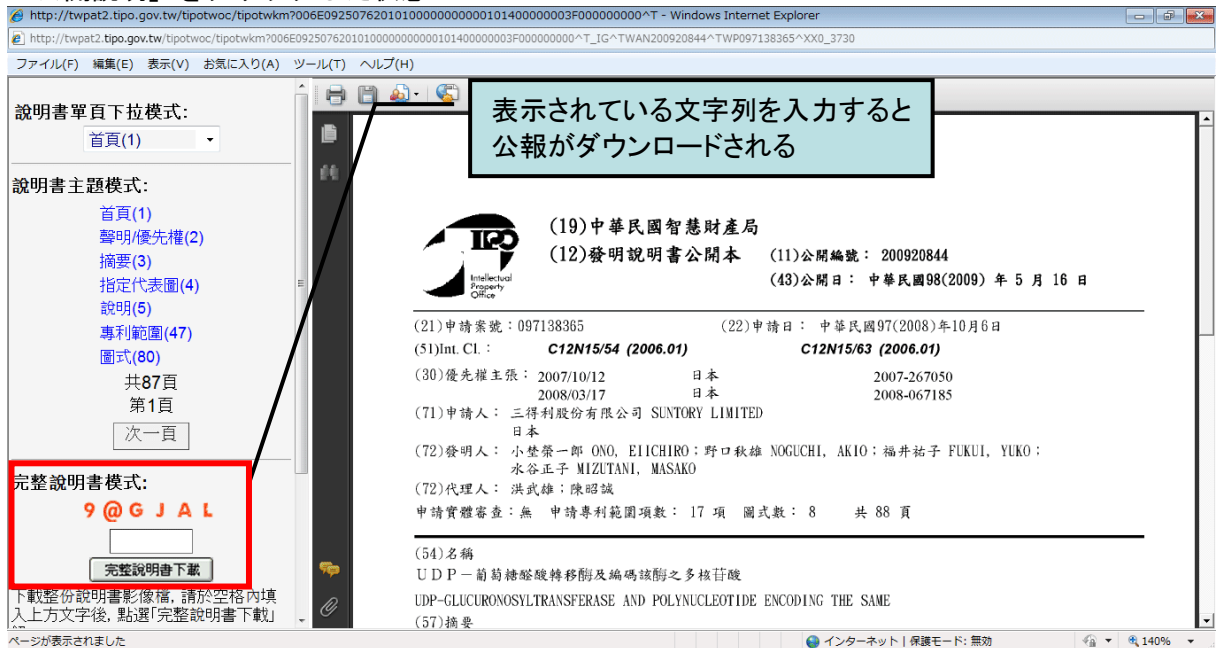 http://twpat2.tipo.gov.tw/tipotwoc/tipotwkm?006E09250762010100000000000101400000003F000000000^T - Windows Internet Explorer
http://twpat2.tipo.gov.tw/tipotwoc/tipotwkm?006E09250762010100000000000101400000003F000000000^T_IG^TWAN200920844^TWP097138365^XX0_3730
ファイル(F) 編集(E) 表示(V) お気に入り(A) ツール(T) ヘルプ(H)
說明書單頁下拉模式:
首頁(1)
說明書主題模式:
首頁(1)
聲明/優先權(2)
摘要(3)
指定代表圖(4)
說明(5)
專利範圍(47)
圖式(80)
共87頁
第1頁
次一頁
完整說明書模式:
9 @ G J A L
完整說明書下載
下載整份說明書影像檔, 請於空格內填
入上方文字後, 點選「完整說明書下載」
表示されている文字列を入力すると
公報がダウンロードされる
IPO
Intellectual
Property
Office
(19)中華民國智慧財產局
(12)發明說明書公開本 (11)公開編號： 200920844
(43)公開日： 中華民國98(2009) 年 5 月 16 日
(21)申請案號：097138365 (22)申請日： 中華民國97(2008)年10月6日
(51)Int. Cl.： C12N15/54 (2006.01) C12N15/63 (2006.01)
(30)優先權主張： 2007/10/12 日本 2007-267050
2008/03/17 日本 2008-067185
(71)申請人： 三得利股份有限公司 SUNTORY LIMITED
日本
(72)發明人： 小埜榮一郎 ONO, EIICHIRO；野口秋雄 NOGUCHI, AKIO；福井祐子 FUKUI, YUKO；
水谷正子 MIZUTANI, MASAKO
(72)代理人： 洪武雄；陳昭誠
申請實體審查：無 申請專利範圍項數： 17 項 圖式數： 8 共 88 頁
(54)名稱
ＵＤＰ－葡萄糖醛酸轉移酶及編碼該酶之多核苷酸
UDP-GLUCURONOSYLTRANSFERASE AND POLYNUCLEOTIDE ENCODING THE SAME
(57)摘要
ページが表示されました
インターネット | 保護モード: 無効
140%